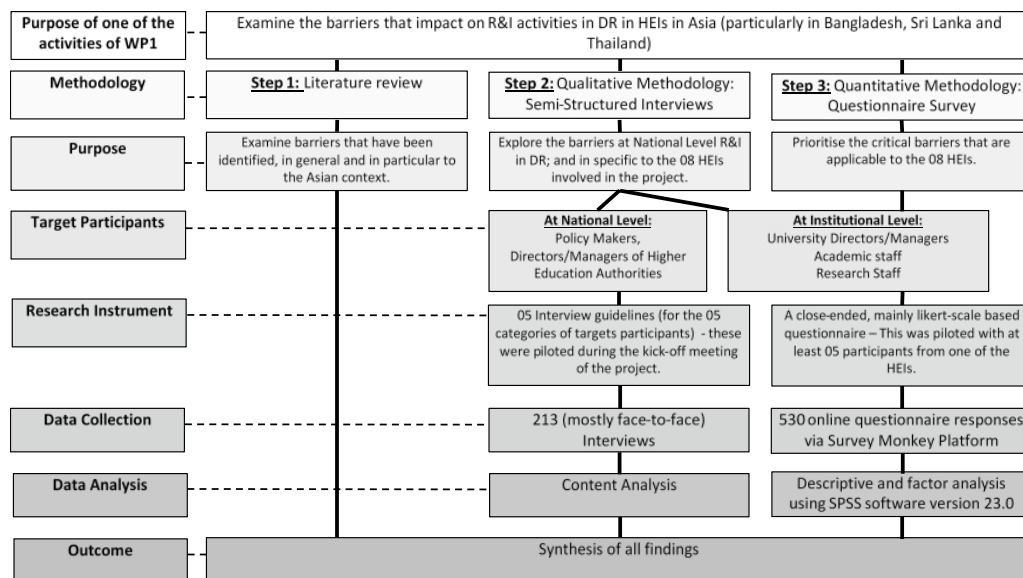 Purpose of one of the
activities of WP1
Examine the barriers that impact on R&I activities in DR in HEIs in Asia (particularly in Bangladesh, Sri Lanka and
Thailand)
Methodology
Step 1: Literature review
Step 2: Qualitative Methodology:
Semi-Structured Interviews
Step 3: Quantitative Methodology:
Questionnaire Survey
Purpose
Examine barriers that have been
identified, in general and in particular to
the Asian context.
Explore the barriers at National Level R&I
in DR; and in specific to the 08 HEIs
involved in the project.
Prioritise the critical barriers that are
applicable to the 08 HEIs.
Target Participants
At National Level:
Policy Makers,
Directors/Managers of Higher
Education Authorities
At Institutional Level:
University Directors/Managers
Academic staff
Research Staff
Research Instrument
05 Interview guidelines (for the 05
categories of targets participants) - these
were piloted during the kick-off meeting
of the project.
A close-ended, mainly likert-scale based
questionnaire – This was piloted with at
least 05 participants from one of the
HEIs.
Data Collection
213 (mostly face-to-face)
Interviews
530 online questionnaire responses
via Survey Monkey Platform
Data Analysis
Content Analysis
Descriptive and factor analysis
using SPSS software version 23.0
Outcome
Synthesis of all findings